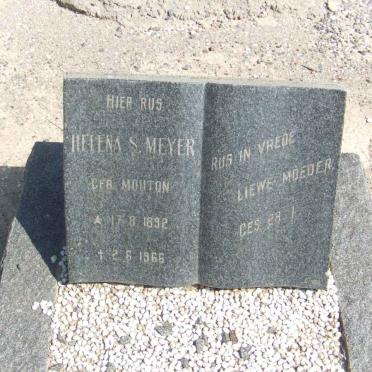 HIER RUS
HELENA S. MEYER
GEB. MOUTON
17.8.1892
2.6.1966
RUS IN VREDE
LIEWE MOEDER
GES. 28:1